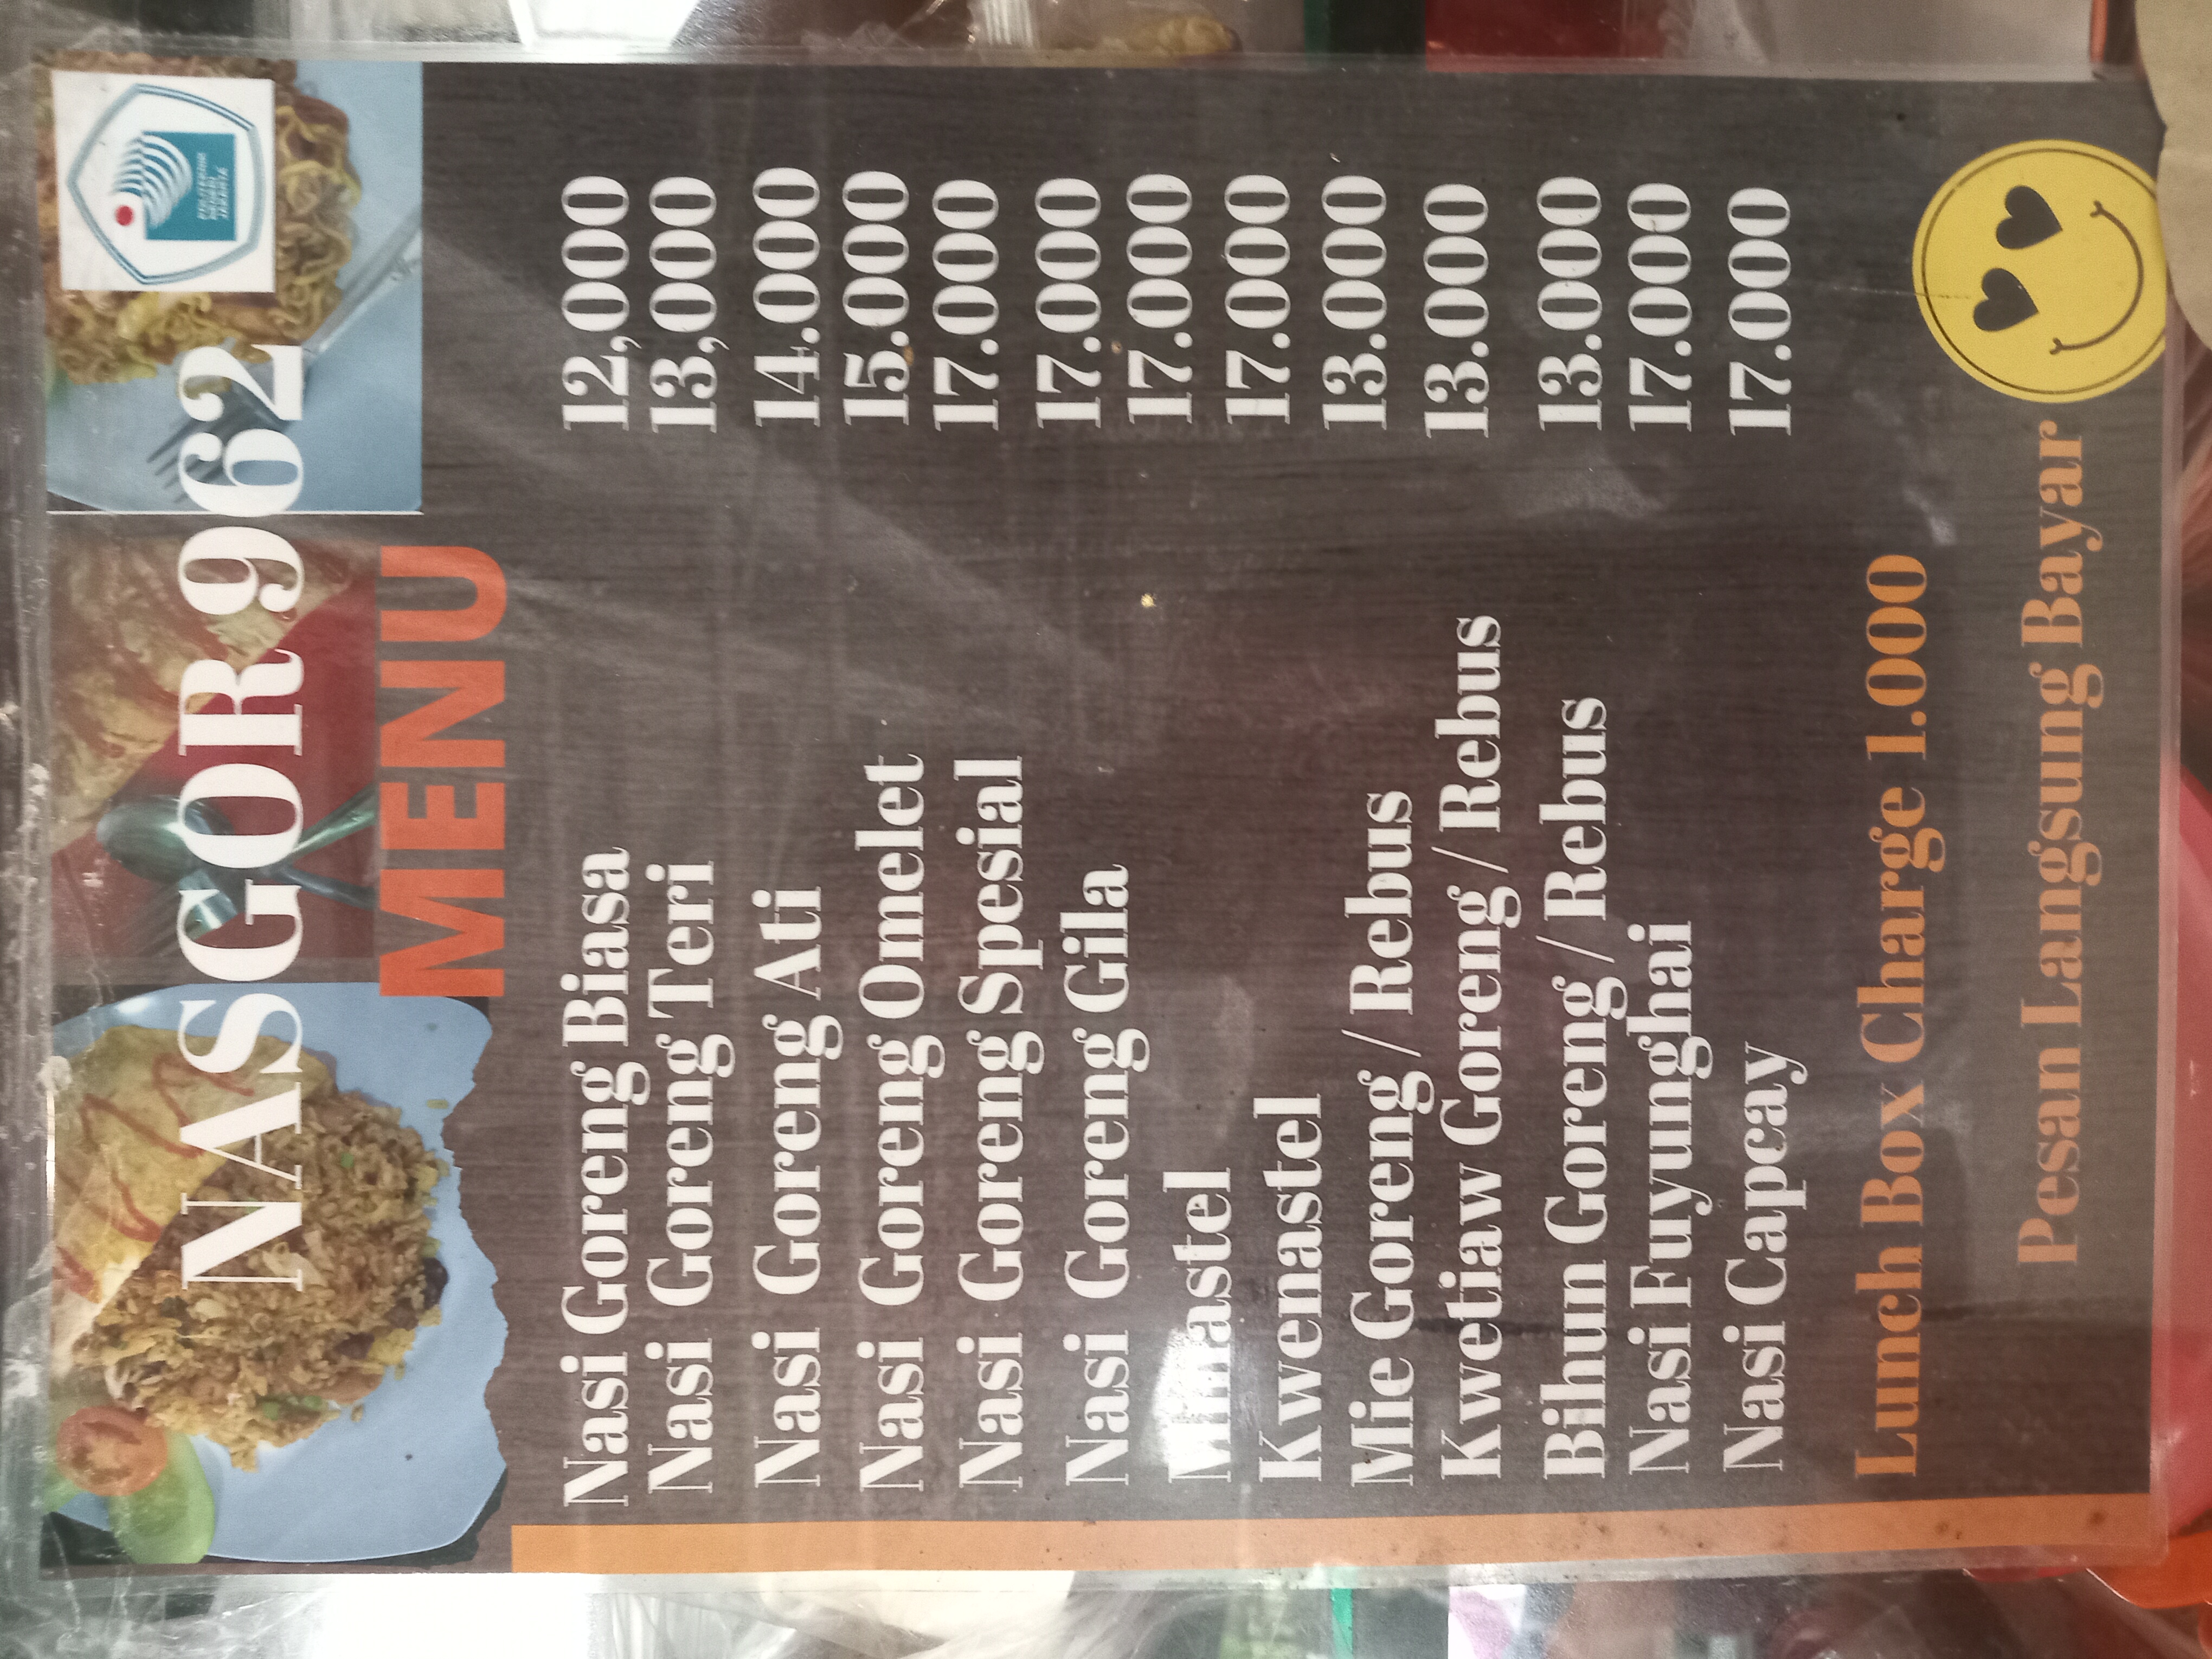 NASGOR 962
POLITEKNIK
NEGERI
JAKARTA
MENU
Nasi Goreng Biasa 12,000
Nasi Goreng Teri 13,000
Nasi Goreng Ati 14.000
Nasi Goreng Omelet 15.000
Nasi Goreng Spesial 17.000
Nasi Goreng Gila 17.000
17.000
Kwenastel 17.000
Mie Goreng / Rebus 13.000
Kwetiaw Goreng / Rebus 13.000
Bihun Goreng / Rebus 13.000
Nasi Fuyunghai 17.000
Nasi Capcay 17.000
Lunch Box Charge 1.000
Pesan Langsung Bayar